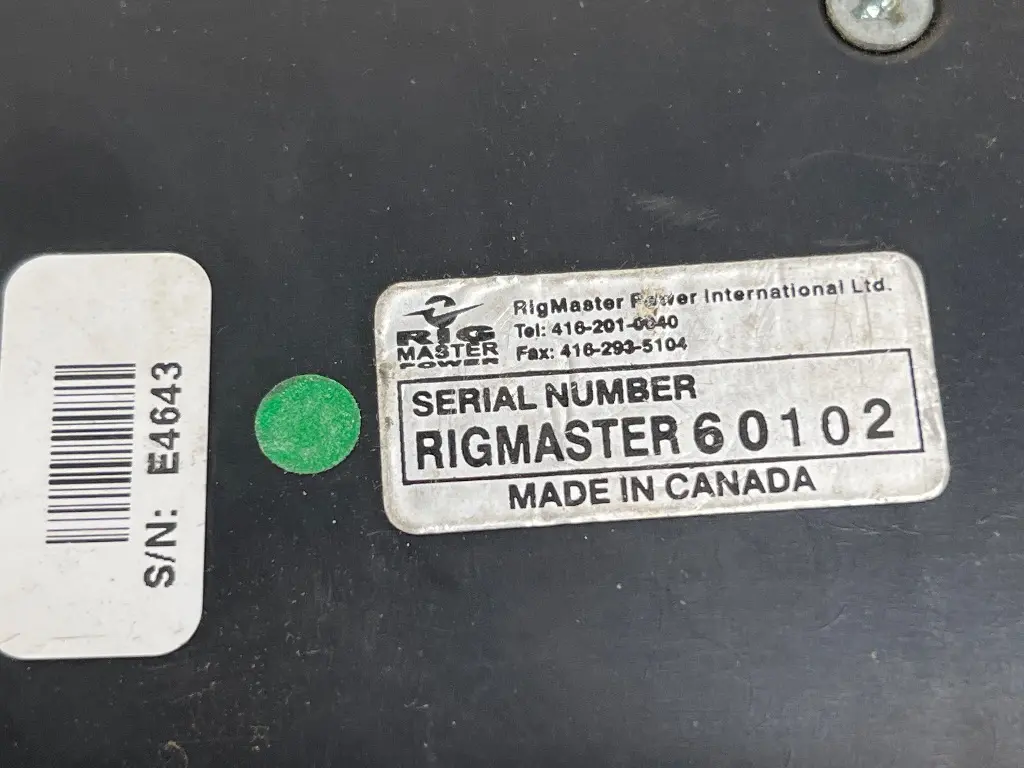 S/N: E4643
RIG
MASTER
POWER
RigMaster Power International Ltd.
Tel: 416-201-0040
Fax: 416-293-5104
SERIAL NUMBER
RIGMASTER 60102
MADE IN CANADA